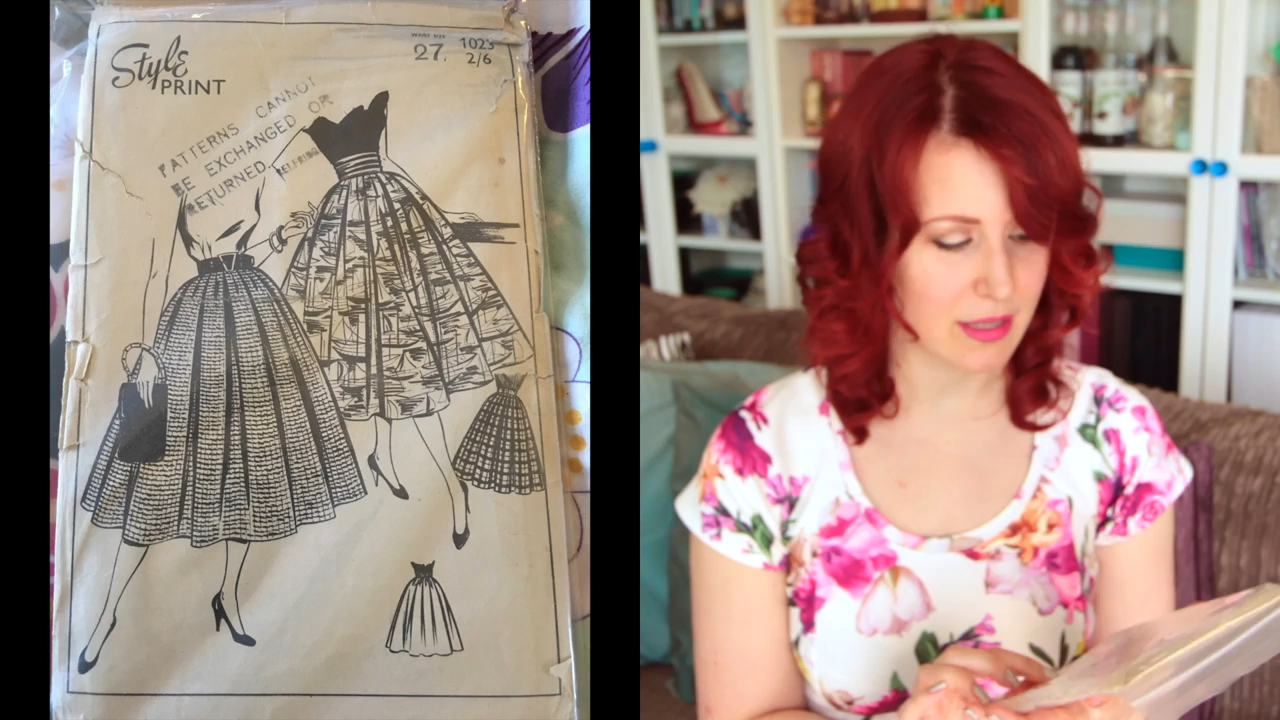 Style
PRINT
WAIST SIZE
27.
1023
2/6
PATTERNS CANNOT
BE EXCHANGED OR
RETURNED.